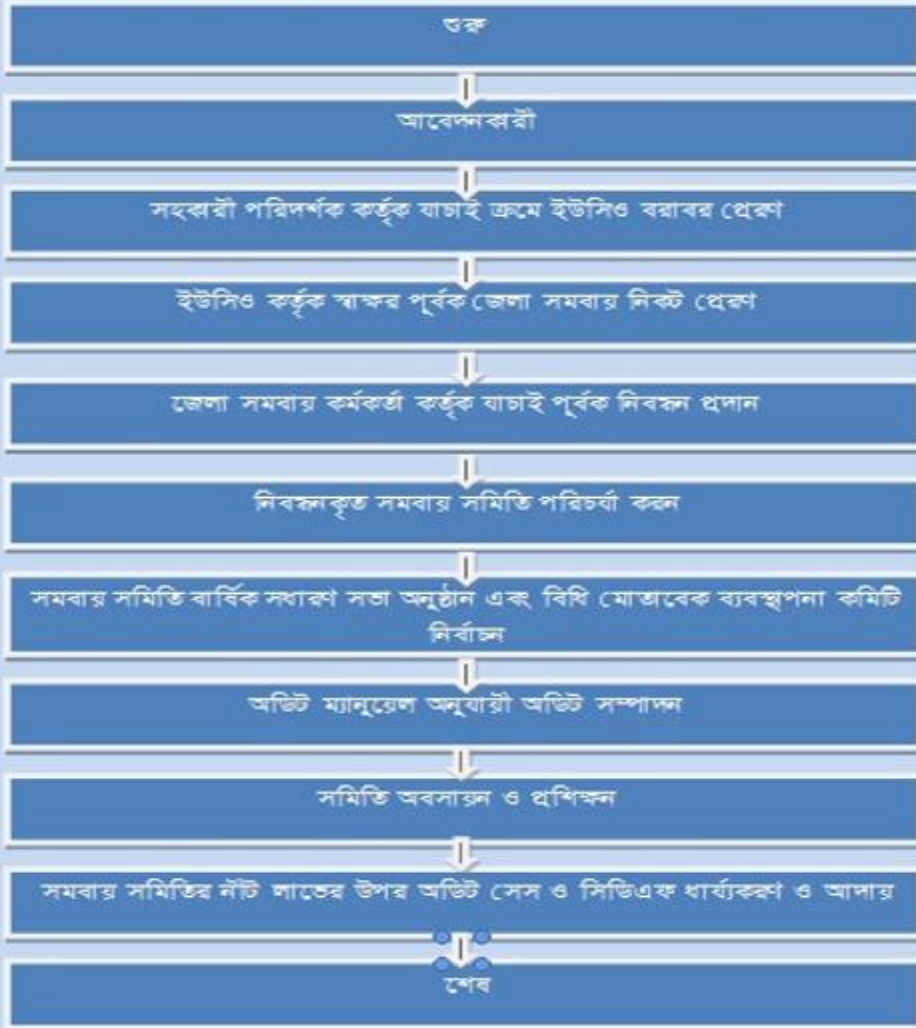 শুরু
আবেদনকারী
সহকারী পরিদর্শক কর্তৃক যাচাই ক্রমে ইউসিও বরাবর প্রেরণ
ইউসিও কর্তৃক স্বাক্ষর পূর্বক জেলা সমবায় নিকট প্রেরণ
জেলা সমবায় কর্মকর্তা কর্তৃক যাচাই পূর্বক নিবন্ধন প্রদান
নিবন্ধনকৃত সমবায় সমিতি পরিচর্যা করন
সমবায় সমিতি বার্ষিক সধারণ সভা অনুষ্ঠান এবং বিধি মোতাবেক ব্যবস্থাপনা কমিটি
নির্বাচন
অডিট ম্যানুয়েল অনুযায়ী অডিট সম্পাদন
সমিতি অবসায়ন ও প্রশিক্ষন
সমবায় সমিতির নীট লাভের উপর অডিট সেস ও সিডিএফ ধার্য্যকরণ ও আদায়
শেষ